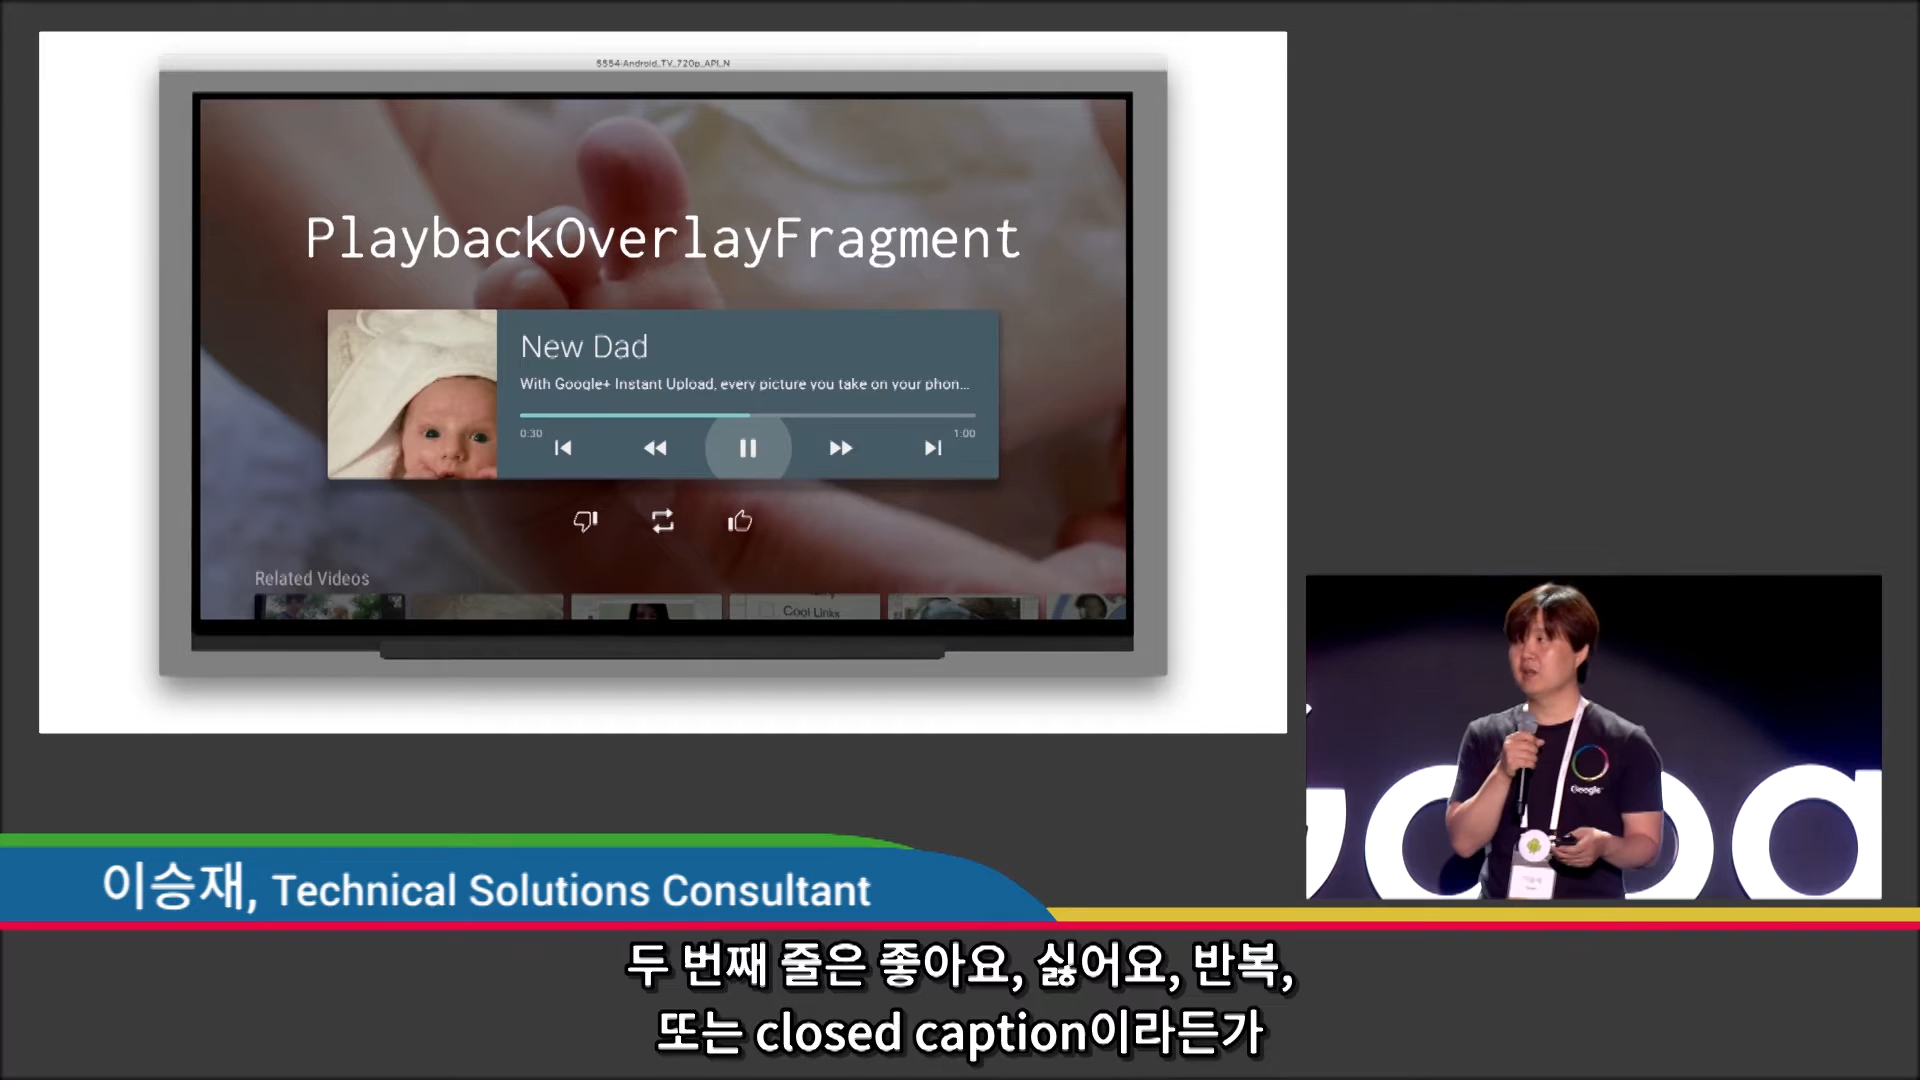 5554:Android_TV_720p_API_N
PlaybackOverlayFragment
New Dad
With Google+ Instant Upload, every picture you take on your phon...
0:30
1:00
Related Videos
Cool Links
Google
이승재, Technical Solutions Consultant
두 번째 줄은 좋아요, 싫어요, 반복,
또는 closed caption이라든가